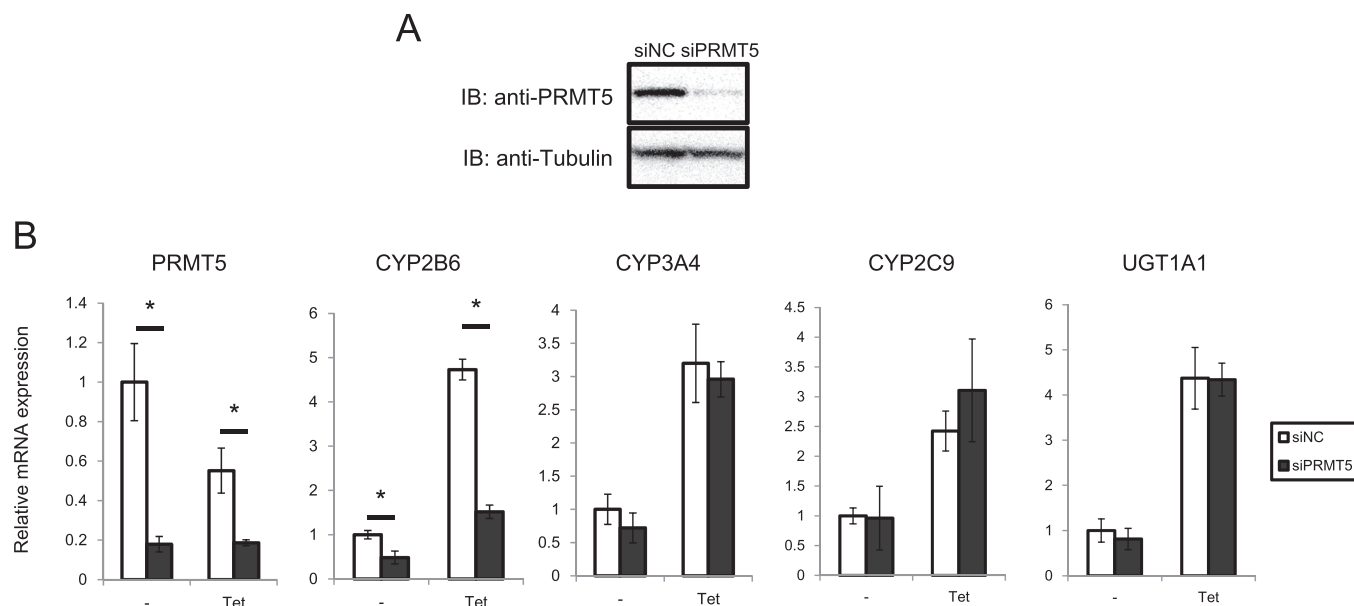 A
siNC siPRMT5
IB: anti-PRMT5
IB: anti-Tubulin
B
Relative mRNA expression
PRMT5
1.4
1.2
1
0.8
0.6
0.4
0.2
0
*
*
-
Tet
CYP2B6
6
5
4
3
2
1
0
*
*
-
Tet
CYP3A4
4
3.5
3
2.5
2
1.5
1
0.5
0
-
Tet
CYP2C9
4.5
4
3.5
3
2.5
2
1.5
1
0.5
0
-
Tet
UGT1A1
6
5
4
3
2
1
0
-
Tet
siNC
siPRMT5